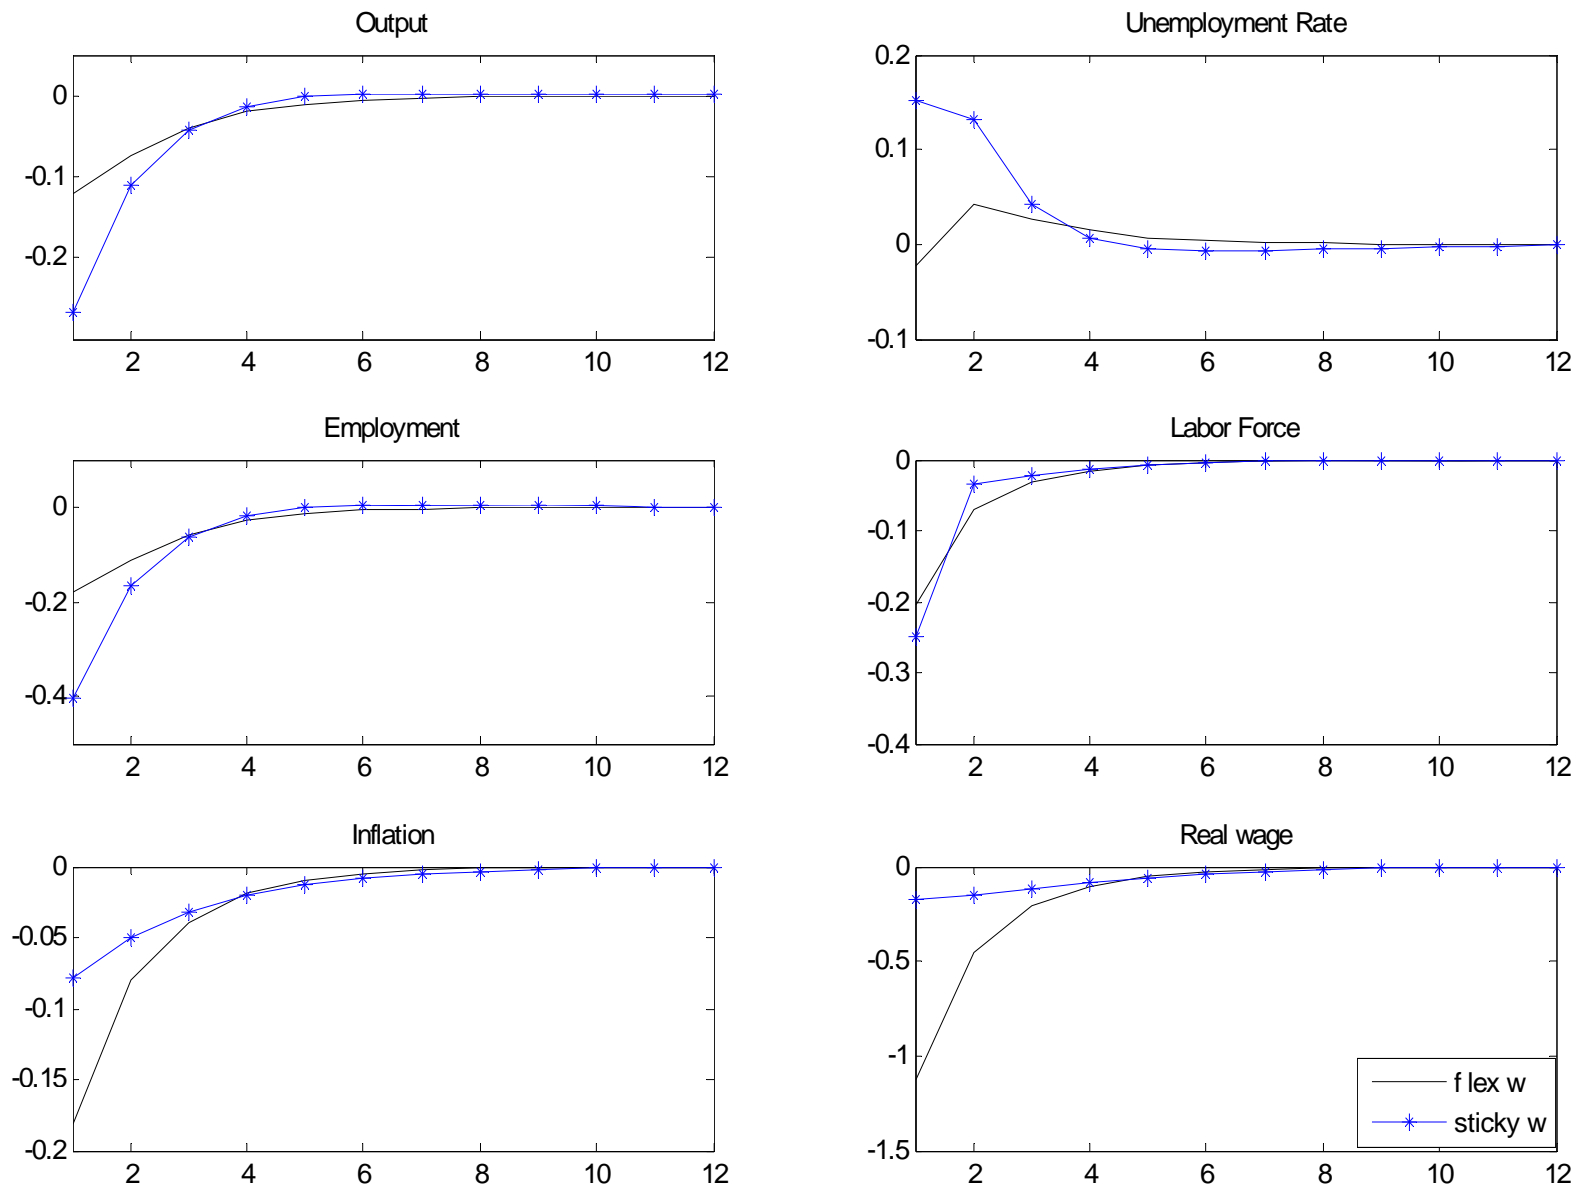 Output
0
-0.1
-0.2
2 4 6 8 10 12
Unemployment Rate
0.2
0.1
0
-0.1
2 4 6 8 10 12
Employment
0
-0.2
-0.4
2 4 6 8 10 12
Labor Force
0
-0.1
-0.2
-0.3
-0.4
2 4 6 8 10 12
Inflation
0
-0.05
-0.1
-0.15
-0.2
2 4 6 8 10 12
Real wage
0
-0.5
-1
-1.5
2 4 6 8 10 12
f lex w
sticky w